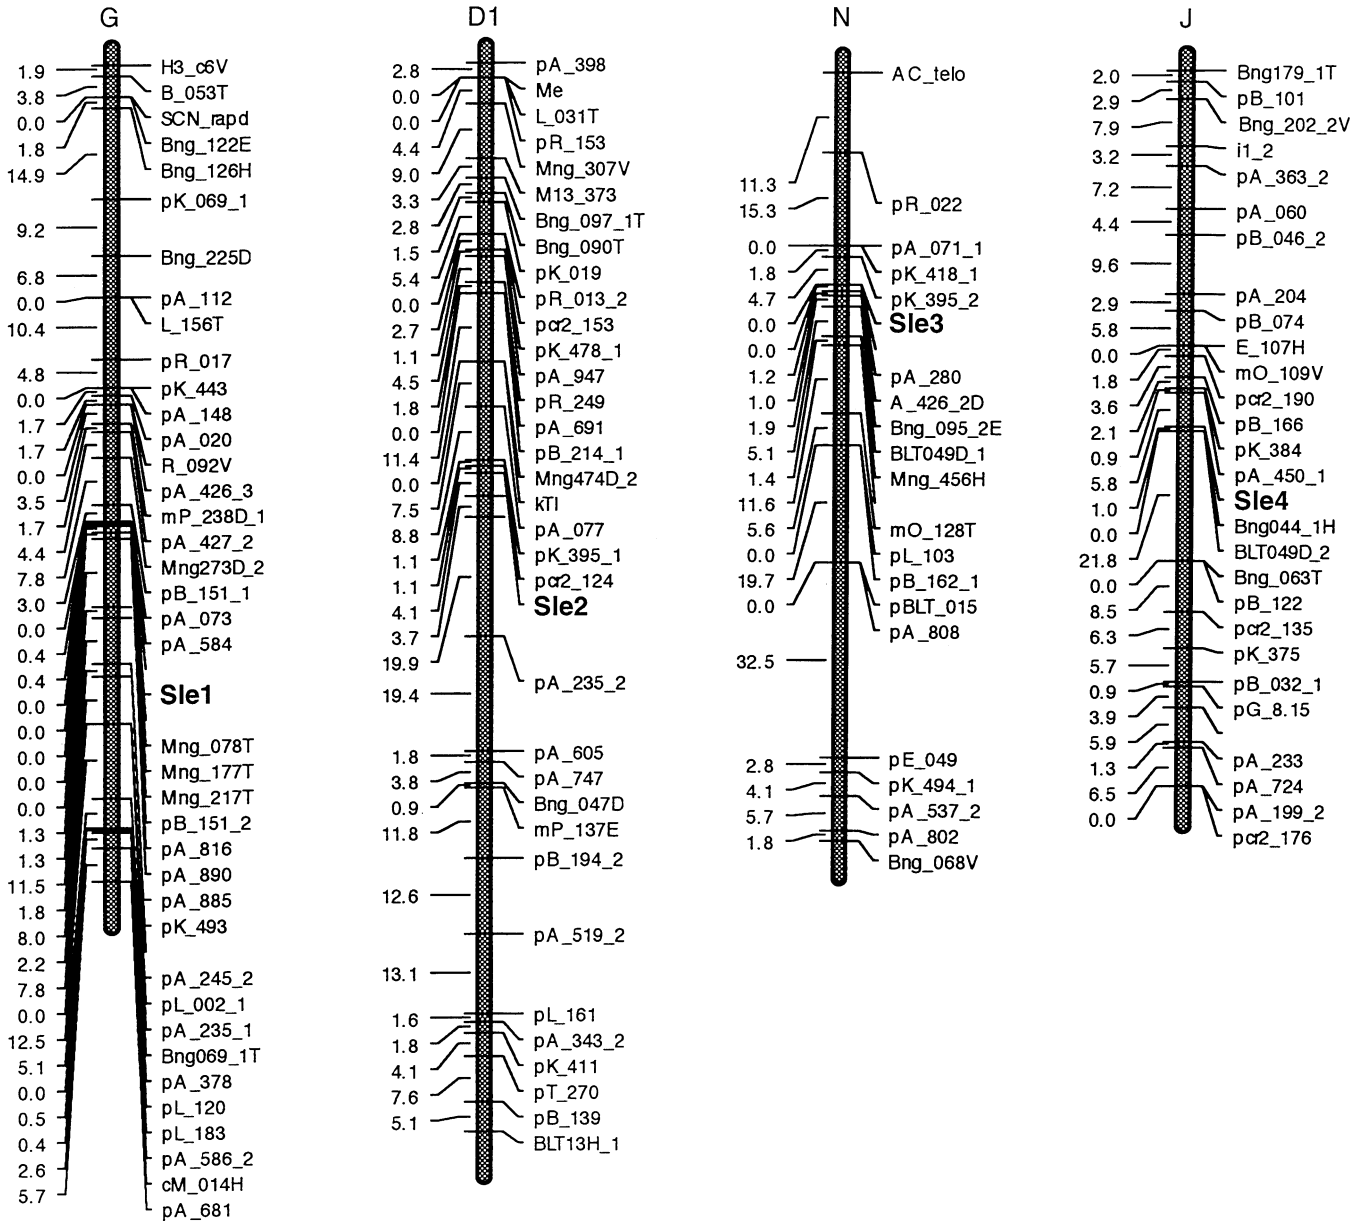 G
1.9
3.8
0.0
1.8
14.9
9.2
6.8
0.0
10.4
4.8
0.0
1.7
1.7
0.0
3.5
1.7
4.4
7.8
3.0
0.0
0.4
0.4
0.0
0.0
0.0
0.0
0.0
1.3
1.3
11.5
1.8
8.0
2.2
7.8
0.0
12.5
5.1
0.0
0.5
0.4
2.6
5.7
H3_c6V
B_053T
SCN_rapd
Bng_122E
Bng_126H
pK_069_1
Bng_225D
pA_112
L_156T
pR_017
pK_443
pA_148
pA_020
R_092V
pA_426_3
mP_238D_1
pA_427_2
Mng273D_2
pB_151_1
pA_073
pA_584
Sle1
Mng_078T
Mng_177T
Mng_217T
pB_151_2
pA_816
pA_890
pA_885
pK_493
pA_245_2
pL_002_1
pA_235_1
Bng069_1T
pA_378
pL_120
pL_183
pA_586_2
cM_014H
pA_681
D1
2.8
0.0
0.0
4.4
9.0
3.3
2.8
1.5
5.4
0.0
2.7
1.1
4.5
1.8
0.0
11.4
0.0
7.5
8.8
1.1
1.1
4.1
3.7
19.9
19.4
1.8
3.8
0.9
11.8
12.6
13.1
1.6
1.8
4.1
7.6
5.1
pA_398
Me
L_031T
pR_153
Mng_307V
M13_373
Bng_097_1T
Bng_090T
pK_019
pR_013_2
pcr2_153
pK_478_1
pA_947
pR_249
pA_691
pB_214_1
Mng474D_2
kTI
pA_077
pK_395_1
pcr2_124
Sle2
pA_235_2
pA_605
pA_747
Bng_047D
mP_137E
pB_194_2
pA_519_2
pL_161
pA_343_2
pK_411
pT_270
pB_139
BLT13H_1
N
11.3
15.3
0.0
1.8
4.7
0.0
0.0
1.2
1.0
1.9
5.1
1.4
11.6
5.6
0.0
19.7
0.0
32.5
2.8
4.1
5.7
1.8
AC_telo
pR_022
pA_071_1
pK_418_1
pK_395_2
Sle3
pA_280
A_426_2D
Bng_095_2E
BLT049D_1
Mng_456H
mO_128T
pL_103
pB_162_1
pBLT_015
pA_808
pE_049
pK_494_1
pA_537_2
pA_802
Bng_068V
J
2.0
2.9
7.9
3.2
7.2
4.4
9.6
2.9
5.8
0.0
1.8
3.6
2.1
0.9
5.8
1.0
0.0
21.8
0.0
8.5
6.3
5.7
0.9
3.9
5.9
1.3
6.5
0.0
Bng179_1T
pB_101
Bng_202_2V
i1_2
pA_363_2
pA_060
pB_046_2
pA_204
pB_074
E_107H
mO_109V
pcr2_190
pB_166
pK_384
pA_450_1
Sle4
Bng044_1H
BLT049D_2
Bng_063T
pB_122
pcr2_135
pK_375
pB_032_1
pG_8.15
pA_233
pA_724
pA_199_2
pcr2_176